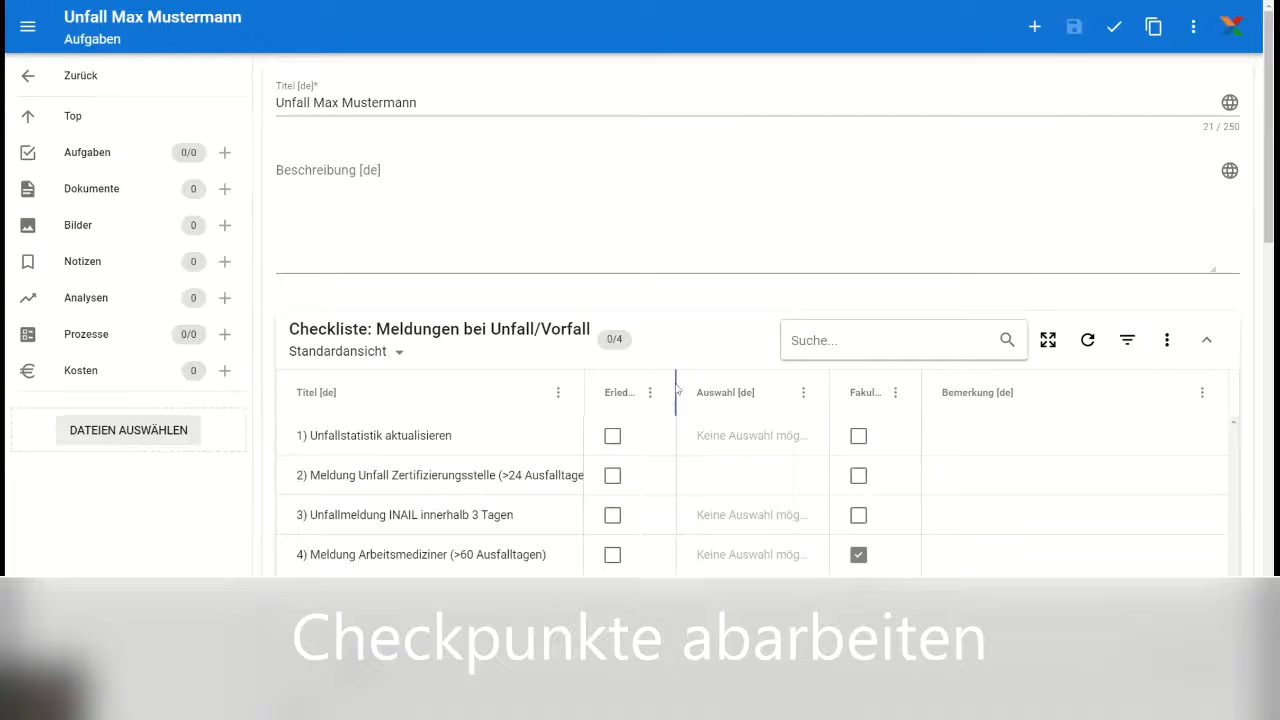 Unfall Max Mustermann
Aufgaben
Zurück
Top
Aufgaben 0/0
Dokumente 0
Bilder 0
Notizen 0
Analysen 0
Prozesse 0/0
Kosten 0
DATEIEN AUSWÄHLEN
Titel [de]*
Unfall Max Mustermann
21 / 250
Beschreibung [de]
Checkliste: Meldungen bei Unfall/Vorfall 0/4
Standardansicht
Suche...
Titel [de] Erled... Auswahl [de] Fakul... Bemerkung [de]
1) Unfallstatistik aktualisieren Keine Auswahl mög...
2) Meldung Unfall Zertifizierungsstelle (>24 Ausfalltage
3) Unfallmeldung INAIL innerhalb 3 Tagen Keine Auswahl mög...
4) Meldung Arbeitsmediziner (>60 Ausfalltagen) Keine Auswahl mög...
Checkpunkte abarbeiten